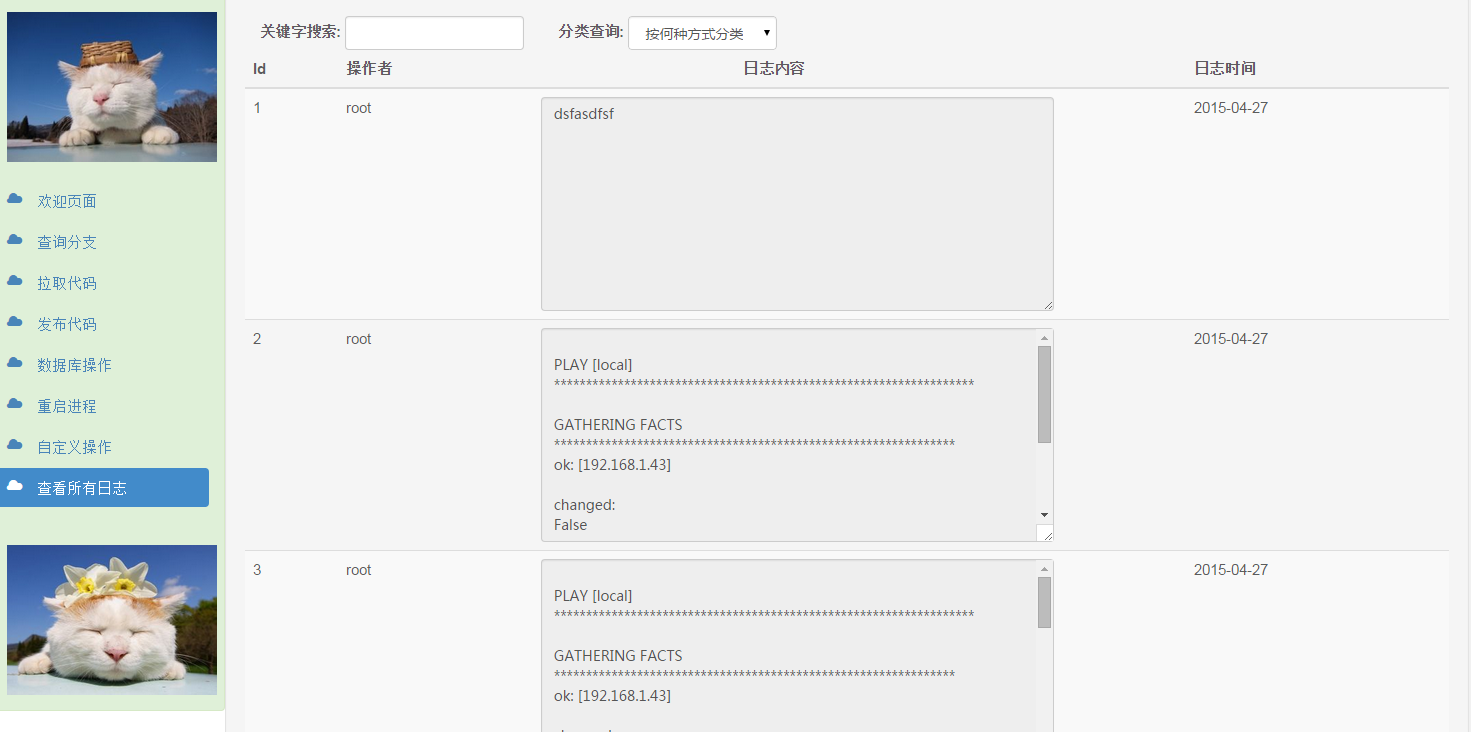 关键字搜索:
分类查询: 按何种方式分类
Id 操作者 日志内容 日志时间
欢迎页面
查询分支
拉取代码
发布代码
数据库操作
重启进程
自定义操作
查看所有日志
1 root dsfasdfsf 2015-04-27
2 root 2015-04-27
PLAY [local]
******************************************************************
GATHERING FACTS
***************************************************************
ok: [192.168.1.43]
changed:
False
3 root 2015-04-27
PLAY [local]
******************************************************************
GATHERING FACTS
***************************************************************
ok: [192.168.1.43]